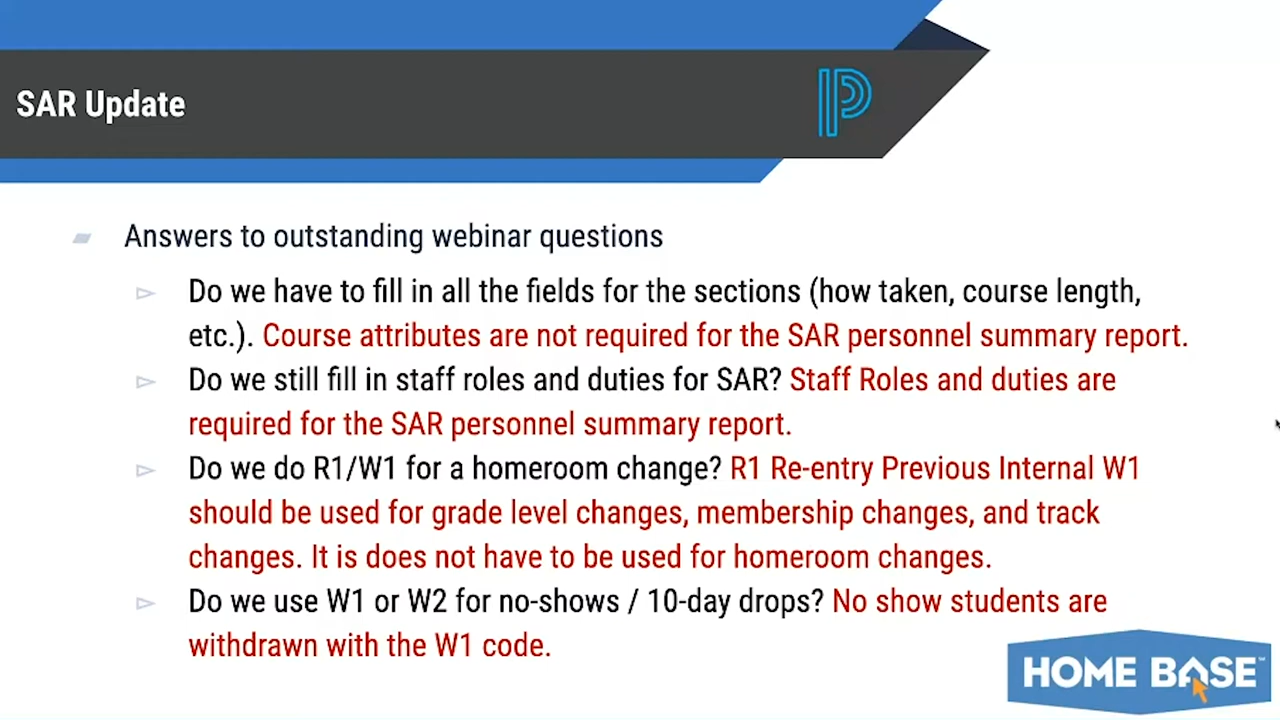 SAR Update
Answers to outstanding webinar questions
Do we have to fill in all the fields for the sections (how taken, course length,
etc.). Course attributes are not required for the SAR personnel summary report.
Do we still fill in staff roles and duties for SAR? Staff Roles and duties are
required for the SAR personnel summary report.
Do we do R1/W1 for a homeroom change? R1 Re-entry Previous Internal W1
should be used for grade level changes, membership changes, and track
changes. It is does not have to be used for homeroom changes.
Do we use W1 or W2 for no-shows / 10-day drops? No show students are
withdrawn with the W1 code.
HOME BASE™